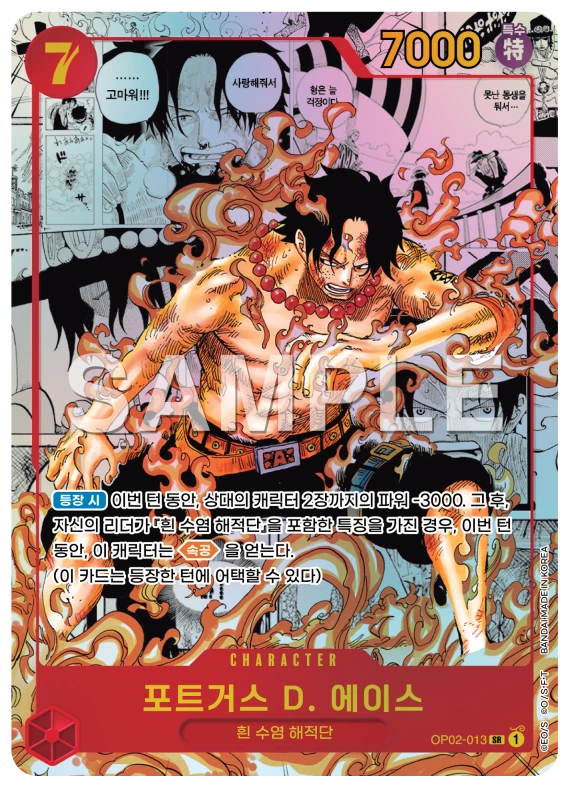 7
7000
특수
特
……
고마워!!!
사랑해줘서
형은 늘
걱정이다
못난 동생을
둬서…
SAMPLE
등장 시 이번 턴 동안, 상대의 캐릭터 2장까지의 파워 -3000. 그 후,
자신의 리더가 『흰 수염 해적단』을 포함한 특징을 가진 경우, 이번 턴
동안, 이 캐릭터는 속공 을 얻는다.
(이 카드는 등장한 턴에 어택할 수 있다)
CHARACTER
포트거스 D. 에이스
흰 수염 해적단
OP02-013 SR 1
©EO/S ©O/S·F·T BANDAI MADE IN KOREA